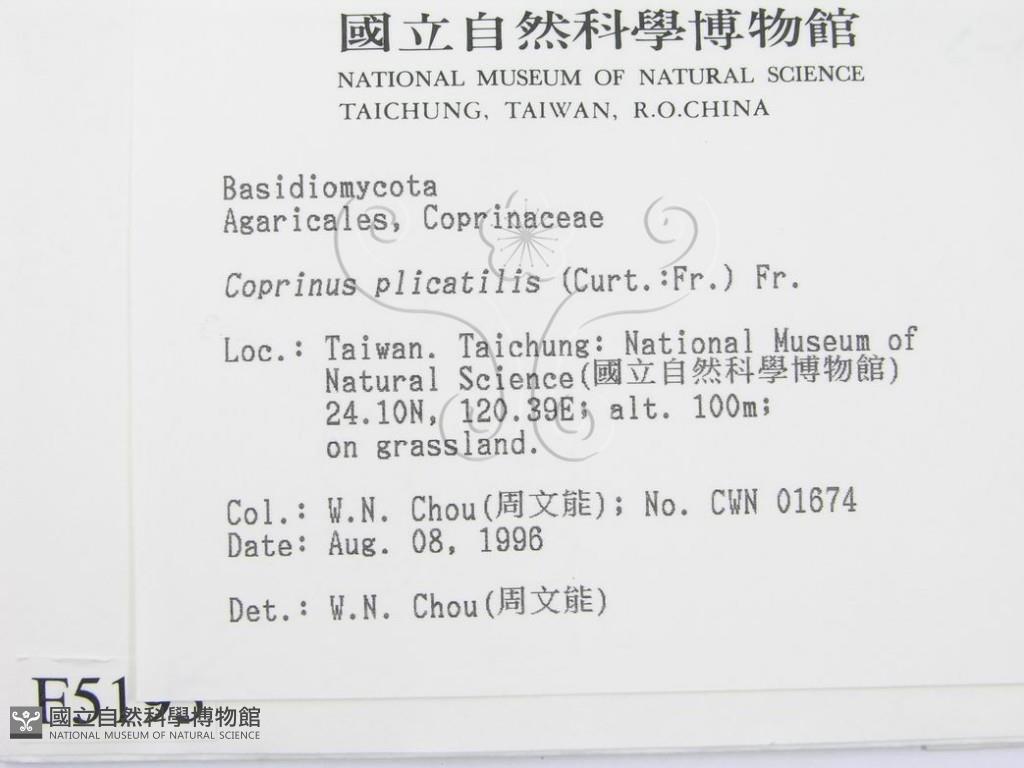 國立自然科學博物館
NATIONAL MUSEUM OF NATURAL SCIENCE
TAICHUNG, TAIWAN, R.O.CHINA
Basidiomycota
Agaricales, Coprinaceae
Coprinus plicatilis (Curt.:Fr.) Fr.
Loc.: Taiwan. Taichung: National Museum of
Natural Science(國立自然科學博物館)
24.10N, 120.39E; alt. 100m;
on grassland.
Col.: W.N. Chou(周文能); No. CWN 01674
Date: Aug. 08, 1996
Det.: W.N. Chou(周文能)
國立自然科學博物館
NATIONAL MUSEUM OF NATURAL SCIENCE